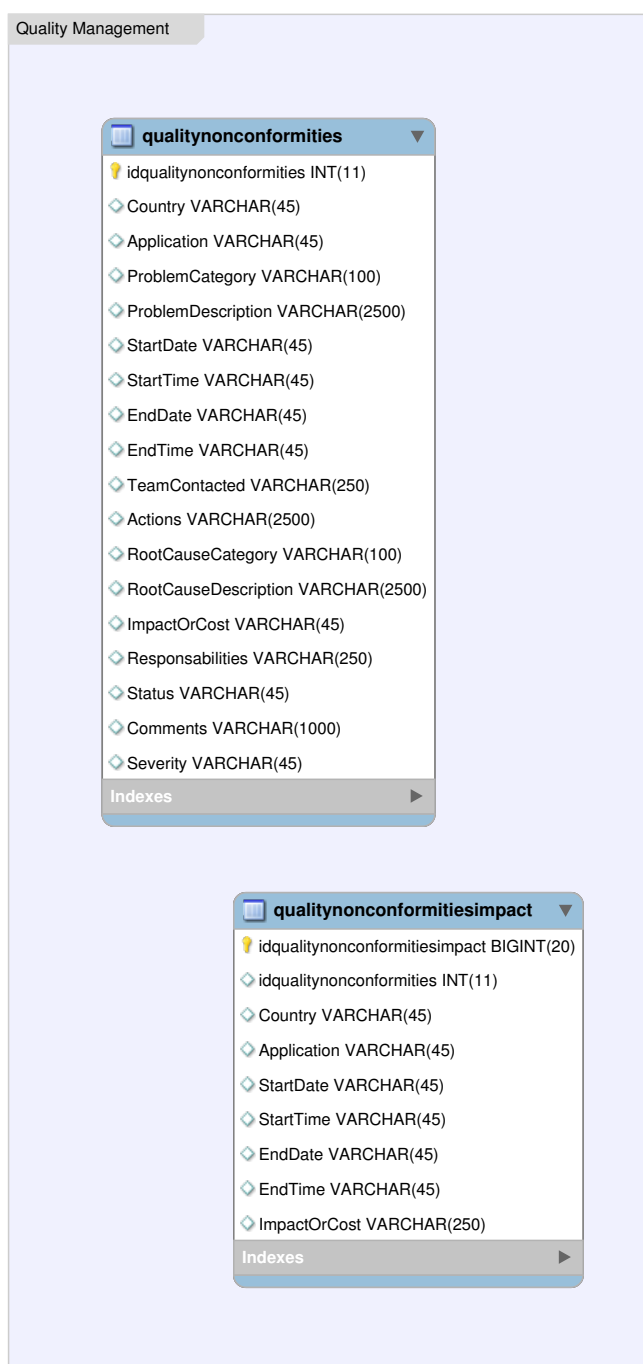 Quality Management
qualitynonconformities
idqualitynonconformities INT(11)
Country VARCHAR(45)
Application VARCHAR(45)
ProblemCategory VARCHAR(100)
ProblemDescription VARCHAR(2500)
StartDate VARCHAR(45)
StartTime VARCHAR(45)
EndDate VARCHAR(45)
EndTime VARCHAR(45)
TeamContacted VARCHAR(250)
Actions VARCHAR(2500)
RootCauseCategory VARCHAR(100)
RootCauseDescription VARCHAR(2500)
ImpactOrCost VARCHAR(45)
Responsabilities VARCHAR(250)
Status VARCHAR(45)
Comments VARCHAR(1000)
Severity VARCHAR(45)
Indexes
qualitynonconformitiesimpact
idqualitynonconformitiesimpact BIGINT(20)
idqualitynonconformities INT(11)
Country VARCHAR(45)
Application VARCHAR(45)
StartDate VARCHAR(45)
StartTime VARCHAR(45)
EndDate VARCHAR(45)
EndTime VARCHAR(45)
ImpactOrCost VARCHAR(250)
Indexes